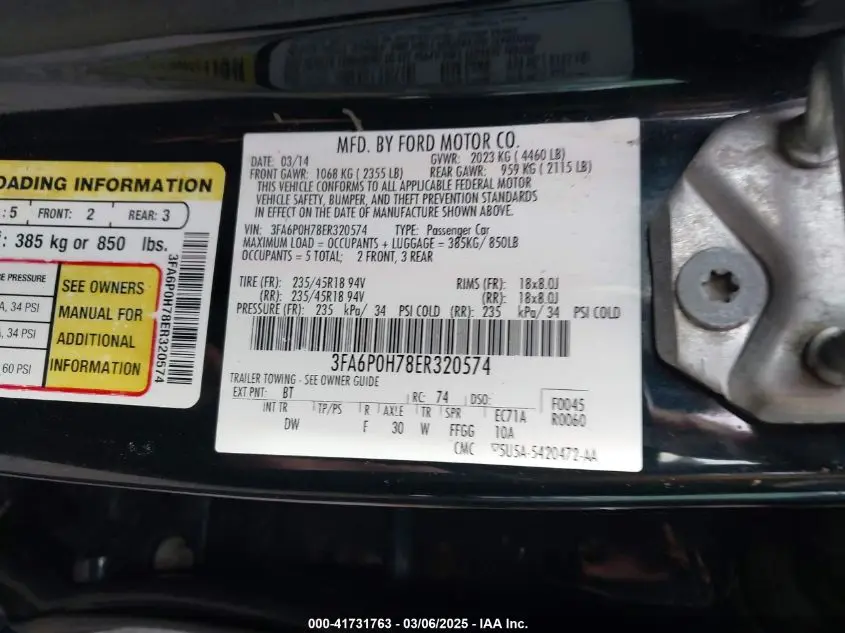 MFD. BY FORD MOTOR CO.
DATE: 03/14 GVWR: 2023 KG ( 4460 LB)
FRONT GAWR: 1068 KG ( 2355 LB) REAR GAWR: 959 KG ( 2115 LB)
THIS VEHICLE CONFORMS TO ALL APPLICABLE FEDERAL MOTOR
VEHICLE SAFETY, BUMPER, AND THEFT PREVENTION STANDARDS
IN EFFECT ON THE DATE OF MANUFACTURE SHOWN ABOVE.
VIN: 3FA6P0H78ER320574 TYPE: Passenger Car
MAXIMUM LOAD = OCCUPANTS + LUGGAGE = 385KG/ 850LB
OCCUPANTS = 5 TOTAL; 2 FRONT, 3 REAR
TIRE (FR): 235/45R18 94V RIMS (FR): 18x8.0J
(RR): 235/45R18 94V (RR): 18x8.0J
PRESSURE (FR): 235 kPa/ 34 PSI COLD (RR): 235 kPa/ 34 PSI COLD
3FA6P0H78ER320574
TRAILER TOWING - SEE OWNER GUIDE
EXT PNT: BT RC: 74 DSO: F0045
INT TR TP/PS R AXLE TR SPR EC71A R0060
DW F 30 W FFGG 10A
CMC 5U5A-5420472-AA
OADING INFORMATION
: 5 FRONT: 2 REAR: 3
: 385 kg or 850 lbs.
RE PRESSURE
A, 34 PSI
A, 34 PSI
60 PSI
SEE OWNERS
MANUAL FOR
ADDITIONAL
INFORMATION
3FA6P0H78ER320574
000-41731763 - 03/06/2025 - IAA Inc.